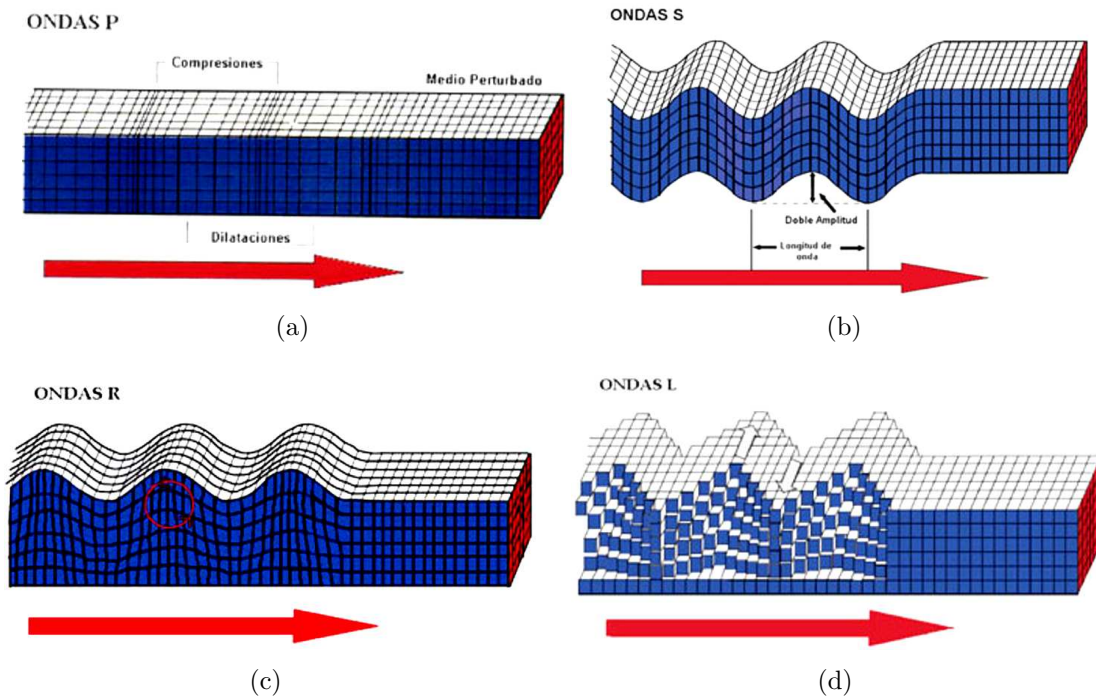 ONDAS P
Compresiones
Medio Perturbado
Dilataciones
(a)
ONDAS S
Doble Amplitud
Longitud de
onda
(b)
ONDAS R
(c)
ONDAS L
(d)